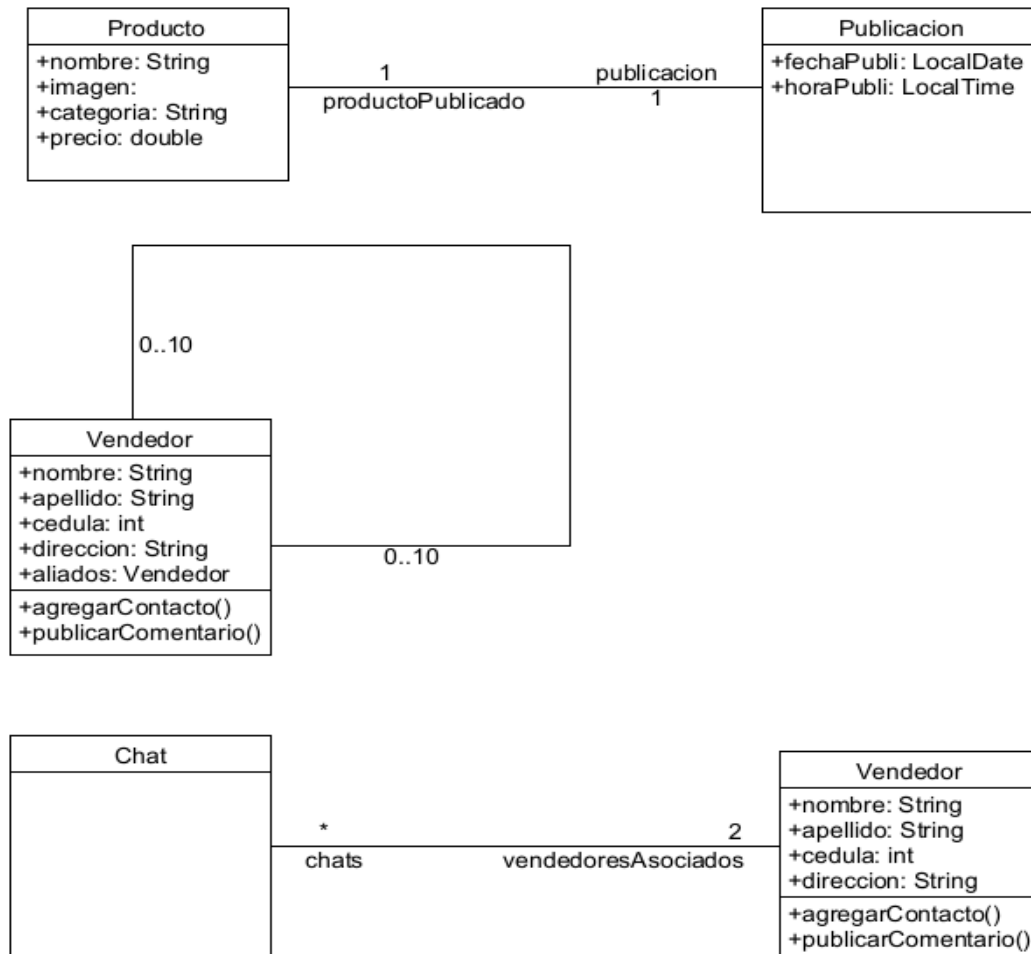 Producto
+nombre: String
+imagen:
+categoria: String
+precio: double
1
productoPublicado
publicacion
1
Publicacion
+fechaPubli: LocalDate
+horaPubli: LocalTime
0..10
Vendedor
+nombre: String
+apellido: String
+cedula: int
+direccion: String
+aliados: Vendedor
+agregarContacto()
+publicarComentario()
0..10
Chat
*
chats
2
vendedoresAsociados
Vendedor
+nombre: String
+apellido: String
+cedula: int
+direccion: String
+agregarContacto()
+publicarComentario()